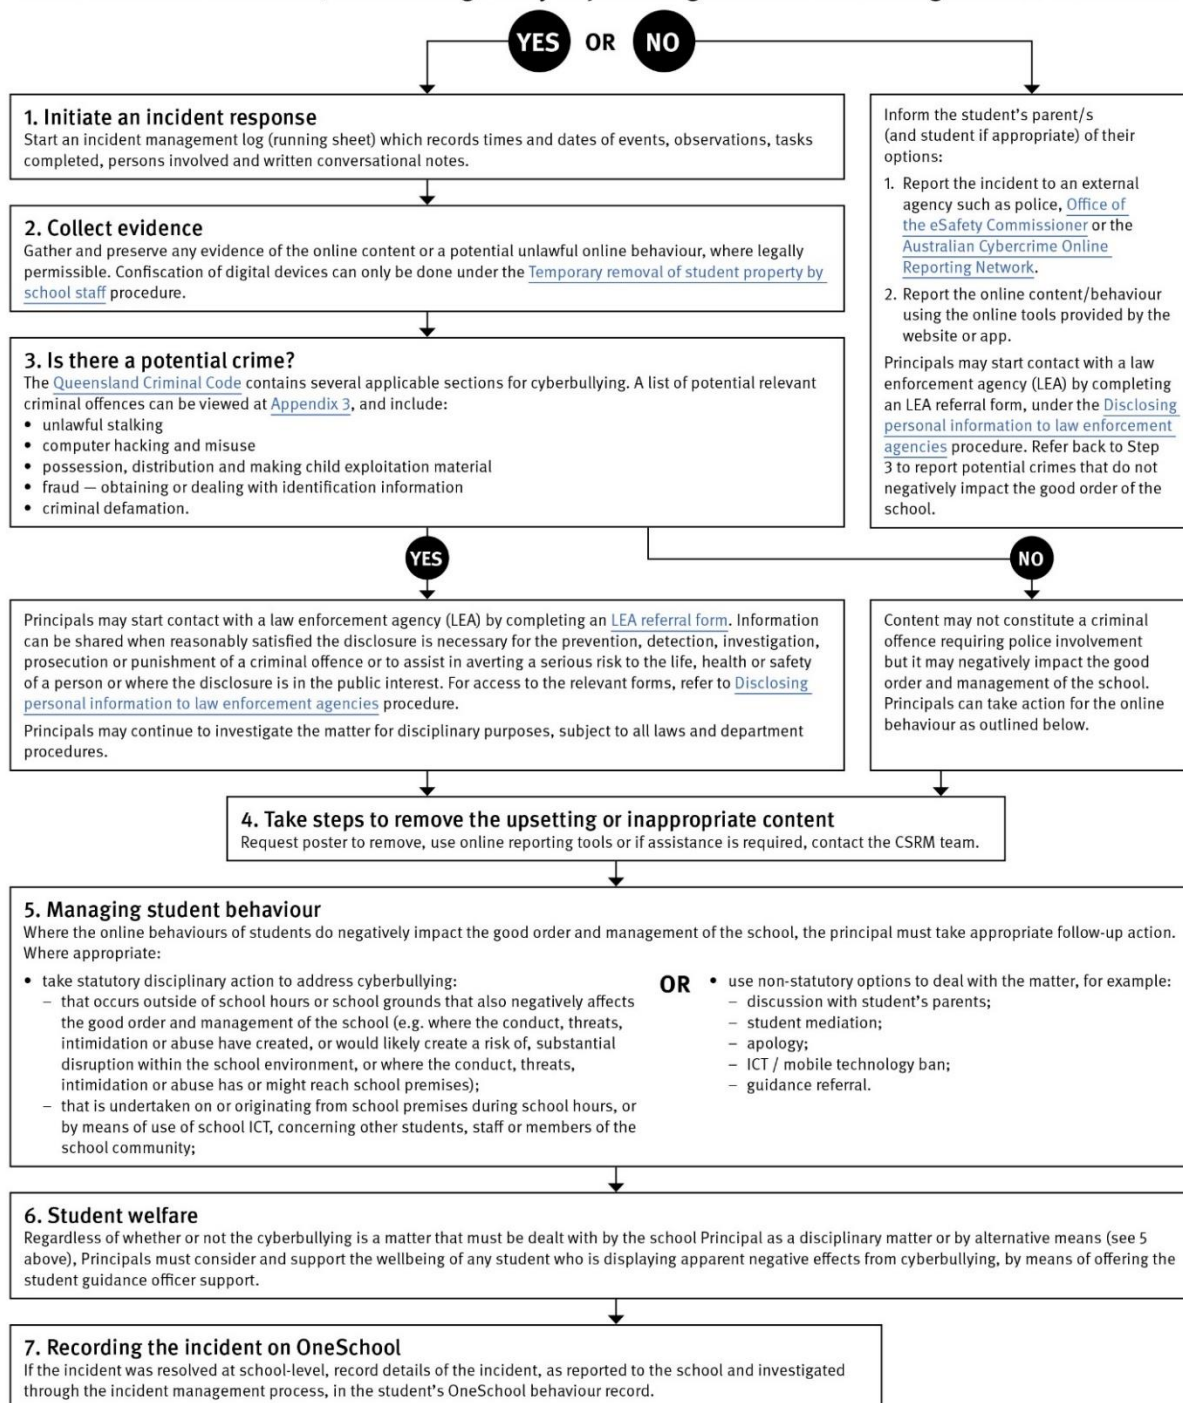 YES OR NO
1. Initiate an incident response
Start an incident management log (running sheet) which records times and dates of events, observations, tasks
completed, persons involved and written conversational notes.
2. Collect evidence
Gather and preserve any evidence of the online content or a potential unlawful online behaviour, where legally
permissible. Confiscation of digital devices can only be done under the Temporary removal of student property by
school staff procedure.
3. Is there a potential crime?
The Queensland Criminal Code contains several applicable sections for cyberbullying. A list of potential relevant
criminal offences can be viewed at Appendix 3, and include:
• unlawful stalking
• computer hacking and misuse
• possession, distribution and making child exploitation material
• fraud — obtaining or dealing with identification information
• criminal defamation.
Inform the student's parent/s
(and student if appropriate) of their
options:
1. Report the incident to an external
agency such as police, Office of
the eSafety Commissioner or the
Australian Cybercrime Online
Reporting Network.
2. Report the online content/behaviour
using the online tools provided by the
website or app.
Principals may start contact with a law
enforcement agency (LEA) by completing
an LEA referral form, under the Disclosing
personal information to law enforcement
agencies procedure. Refer back to Step
3 to report potential crimes that do not
negatively impact the good order of the
school.
YES
NO
Principals may start contact with a law enforcement agency (LEA) by completing an LEA referral form. Information
can be shared when reasonably satisfied the disclosure is necessary for the prevention, detection, investigation,
prosecution or punishment of a criminal offence or to assist in averting a serious risk to the life, health or safety
of a person or where the disclosure is in the public interest. For access to the relevant forms, refer to Disclosing
personal information to law enforcement agencies procedure.
Principals may continue to investigate the matter for disciplinary purposes, subject to all laws and department
procedures.
Content may not constitute a criminal
offence requiring police involvement
but it may negatively impact the good
order and management of the school.
Principals can take action for the online
behaviour as outlined below.
4. Take steps to remove the upsetting or inappropriate content
Request poster to remove, use online reporting tools or if assistance is required, contact the CSRM team.
5. Managing student behaviour
Where the online behaviours of students do negatively impact the good order and management of the school, the principal must take appropriate follow-up action.
Where appropriate:
• take statutory disciplinary action to address cyberbullying:
– that occurs outside of school hours or school grounds that also negatively affects
the good order and management of the school (e.g. where the conduct, threats,
intimidation or abuse have created, or would likely create a risk of, substantial
disruption within the school environment, or where the conduct, threats,
intimidation or abuse has or might reach school premises);
– that is undertaken on or originating from school premises during school hours, or
by means of use of school ICT, concerning other students, staff or members of the
school community;
OR
• use non-statutory options to deal with the matter, for example:
– discussion with student's parents;
– student mediation;
– apology;
– ICT / mobile technology ban;
– guidance referral.
6. Student welfare
Regardless of whether or not the cyberbullying is a matter that must be dealt with by the school Principal as a disciplinary matter or by alternative means (see 5
above), Principals must consider and support the wellbeing of any student who is displaying apparent negative effects from cyberbullying, by means of offering the
student guidance officer support.
7. Recording the incident on OneSchool
If the incident was resolved at school-level, record details of the incident, as reported to the school and investigated
through the incident management process, in the student's OneSchool behaviour record.